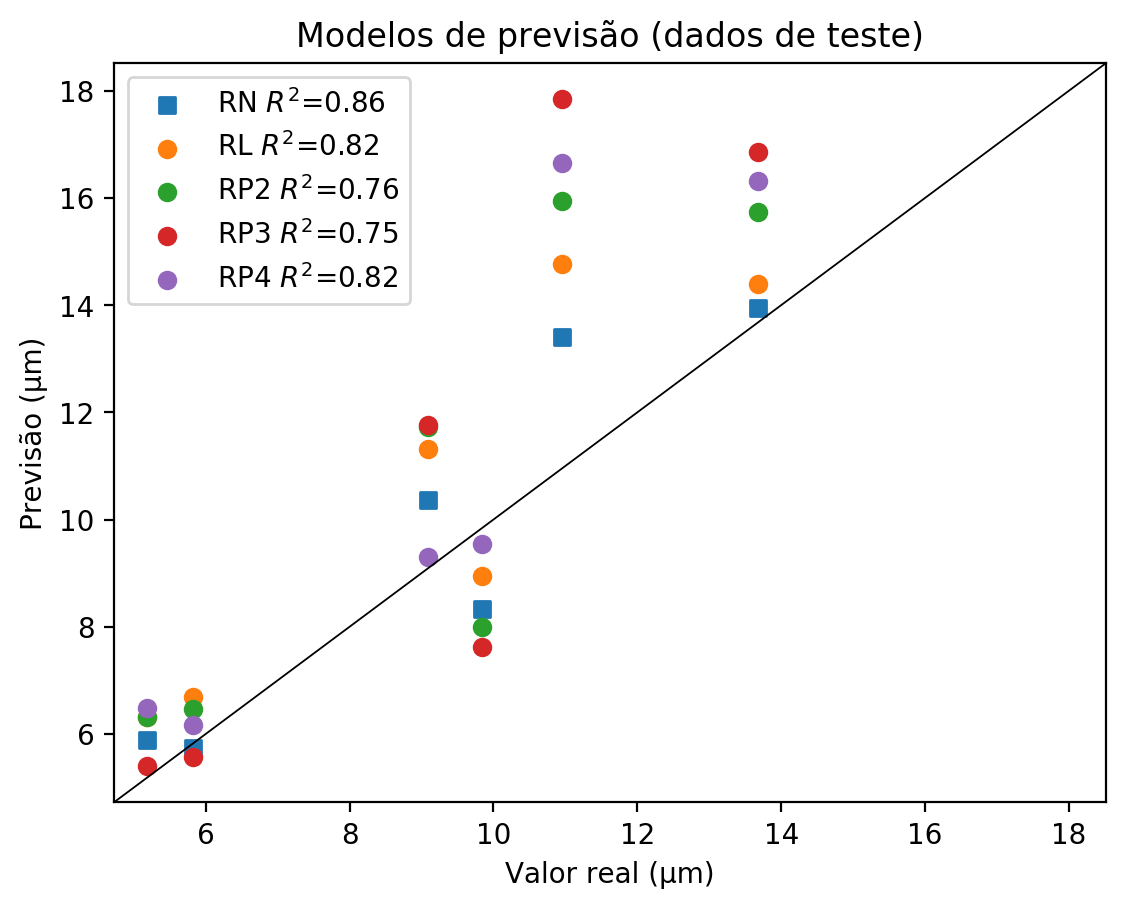 Modelos de previsão (dados de teste)
RN R²=0.86
RL R²=0.82
RP2 R²=0.76
RP3 R²=0.75
RP4 R²=0.82
Previsão (µm)
18
16
14
12
10
8
6
6 8 10 12 14 16 18
Valor real (µm)